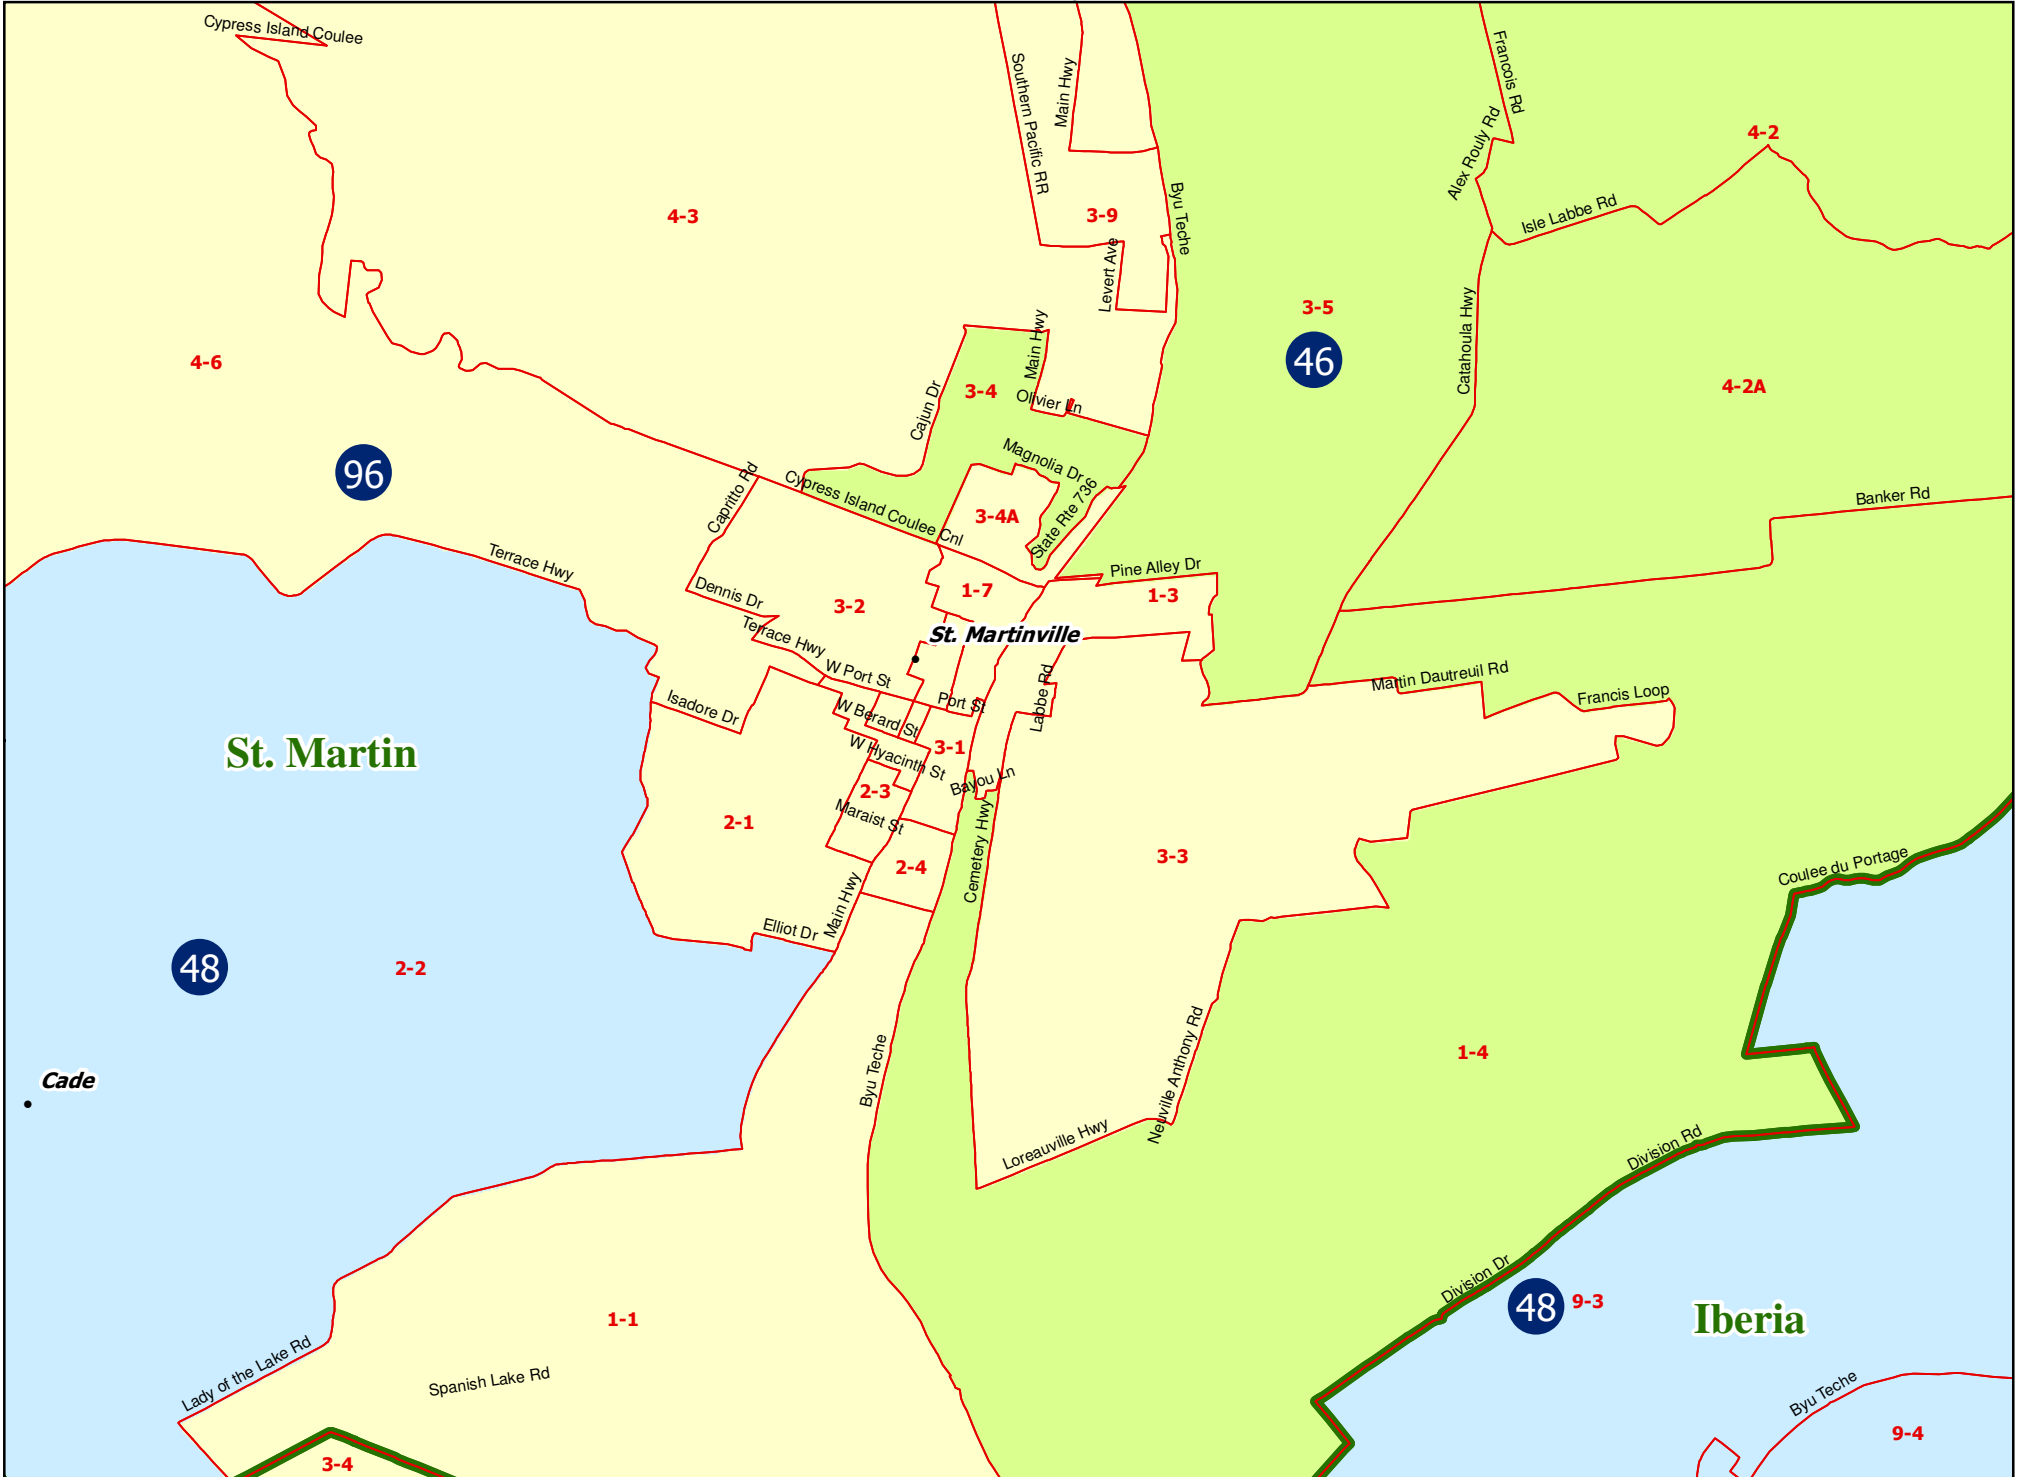 Cypress Island Coulee
Southern Pacific RR
Main Hwy
Francois Rd
Alex Rouly Rd
4-2
4-3
3-9
Byu Teche
Isle Labbe Rd
Levert Ave
3-5
46
Catahoula Hwy
4-6
4-2A
Main Hwy
3-4
Olivier Ln
Cajun Dr
96
Magnolia Dr
Capritto Rd
Cypress Island Coulee Cnl
3-4A
State Rte 736
Banker Rd
Terrace Hwy
Pine Alley Dr
Dennis Dr
3-2
1-7
1-3
Terrace Hwy
St. Martinville
W Port St
Labbe Rd
Martin Dautreuil Rd
Francis Loop
Isadore Dr
Port St
W Berard St
St. Martin
W Hyacinth St
3-1
Bayou Ln
2-3
Maraist St
2-1
Cemetery Hwy
3-3
2-4
Coulee du Portage
Main Hwy
Elliot Dr
48
2-2
Byu Teche
Neuville Anthony Rd
1-4
Cade
Loreauville Hwy
Division Rd
Division Dr
48
9-3
Iberia
1-1
Lady of the Lake Rd
Spanish Lake Rd
Byu Teche
9-4
3-4